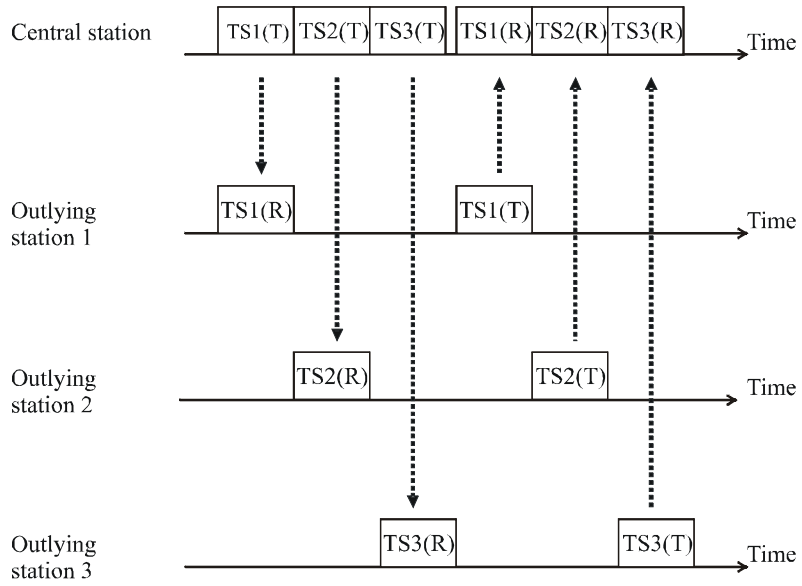 Central station
TS1(T) TS2(T) TS3(T) TS1(R) TS2(R) TS3(R)
Time
Outlying
station 1
TS1(R) TS1(T)
Time
Outlying
station 2
TS2(R) TS2(T)
Time
Outlying
station 3
TS3(R) TS3(T)
Time